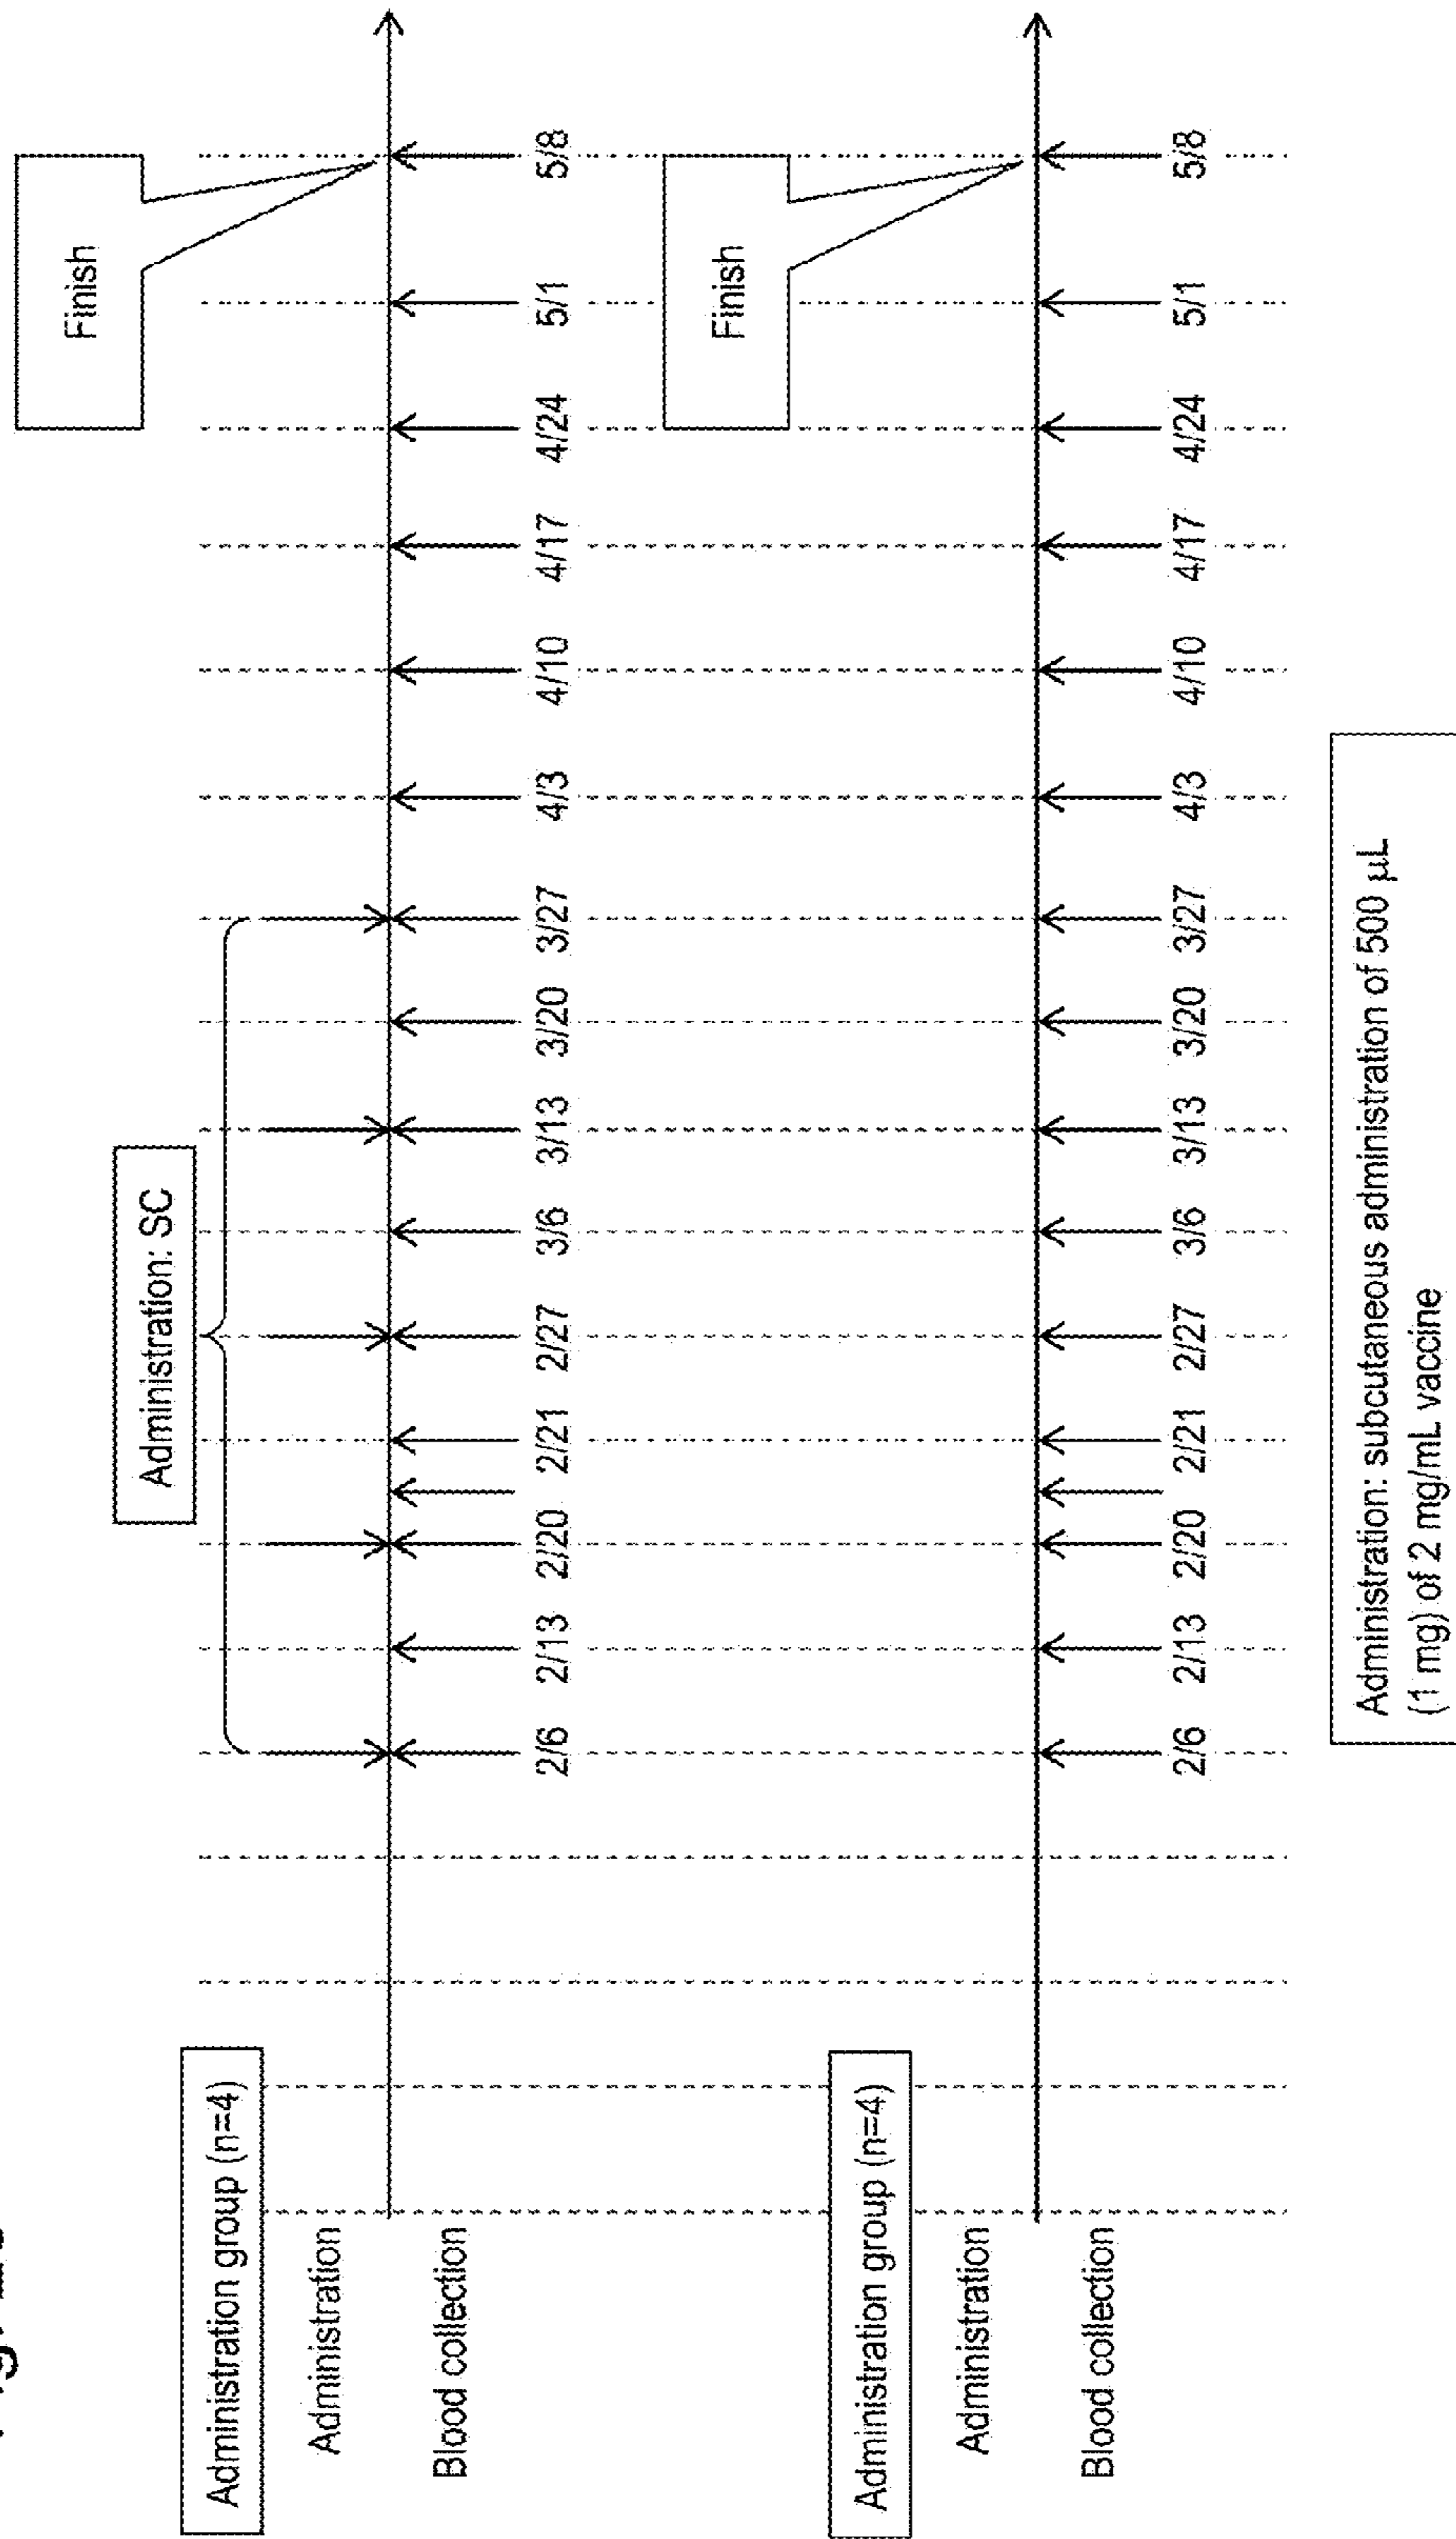 Administration: SC
Finish
Administration group (n=4)
Administration
Blood collection
2/6 2/13 2/20 2/21 2/27 3/6 3/13 3/20 3/27 4/3 4/10 4/17 4/24 5/1 5/8
Finish
Administration group (n=4)
Administration
Blood collection
2/6 2/13 2/20 2/21 2/27 3/6 3/13 3/20 3/27 4/3 4/10 4/17 4/24 5/1 5/8
Administration: subcutaneous administration of 500 μL
(1 mg) of 2 mg/mL vaccine